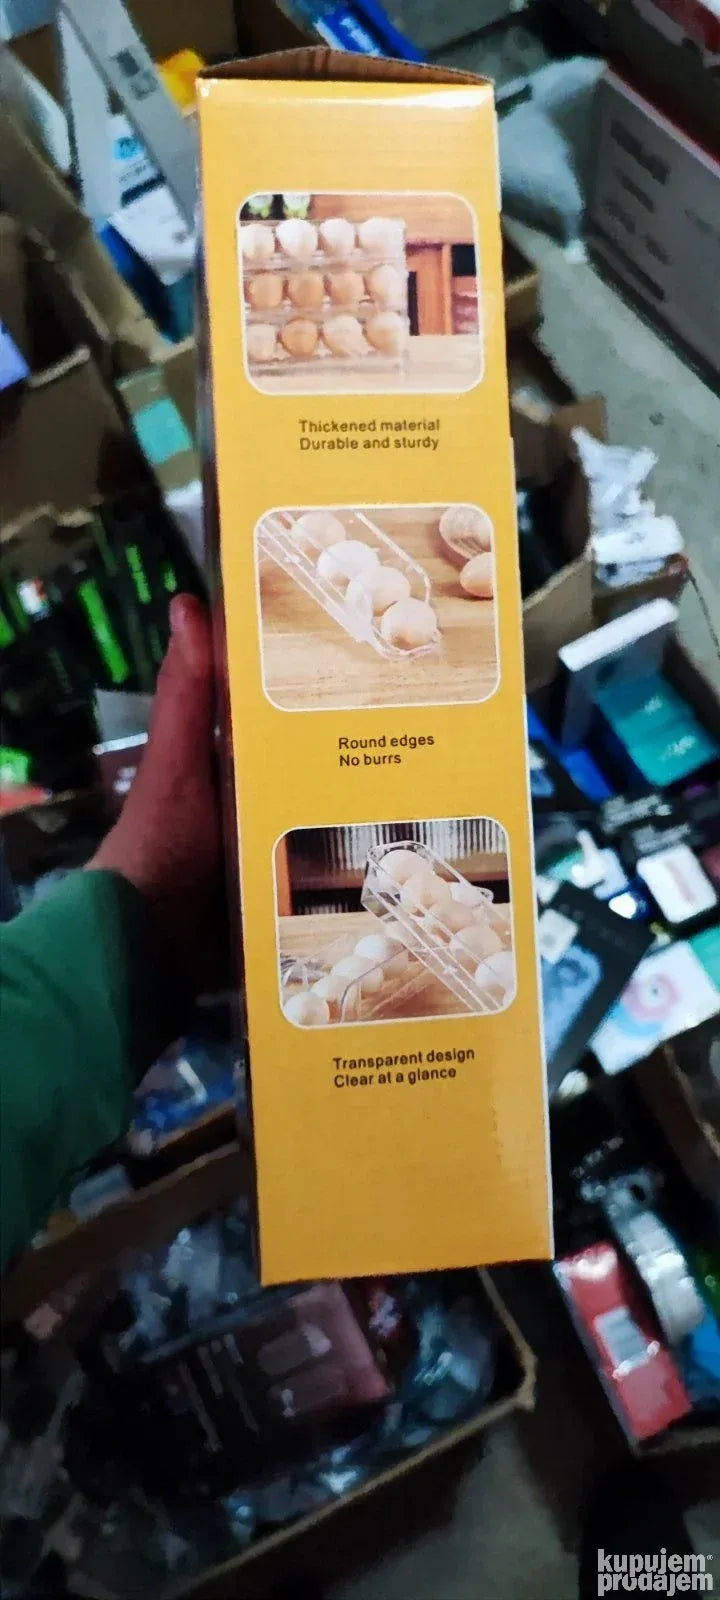 Thickened material
Durable and sturdy
Round edges
No burrs
Transparent design
Clear at a glance
kupujem
prodajem